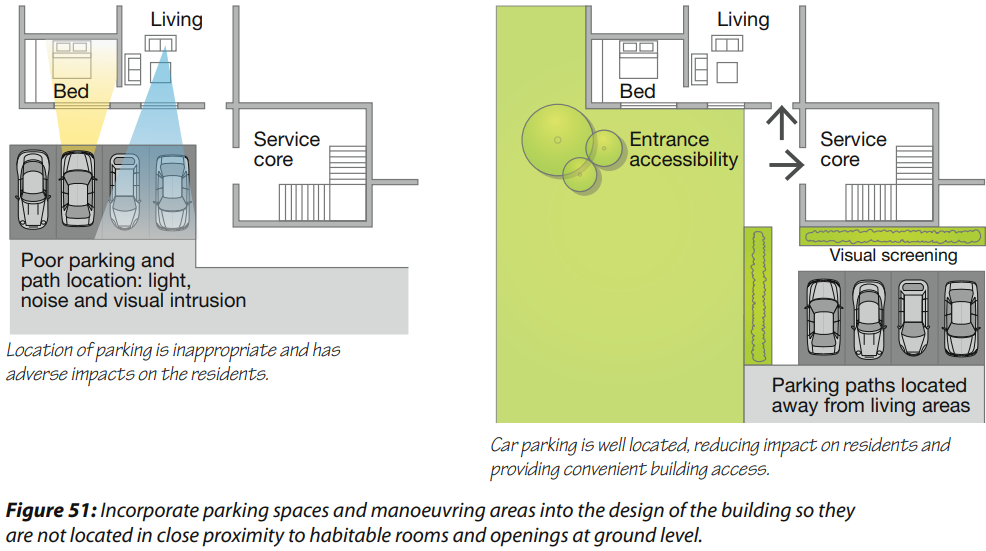 Living
Bed
Service
core
Poor parking and
path location: light,
noise and visual intrusion
Location of parking is inappropriate and has
adverse impacts on the residents.
Living
Bed
Entrance
accessibility
Service
core
Visual screening
Parking paths located
away from living areas
Car parking is well located, reducing impact on residents and
providing convenient building access.
Figure 51: Incorporate parking spaces and manoeuvring areas into the design of the building so they
are not located in close proximity to habitable rooms and openings at ground level.